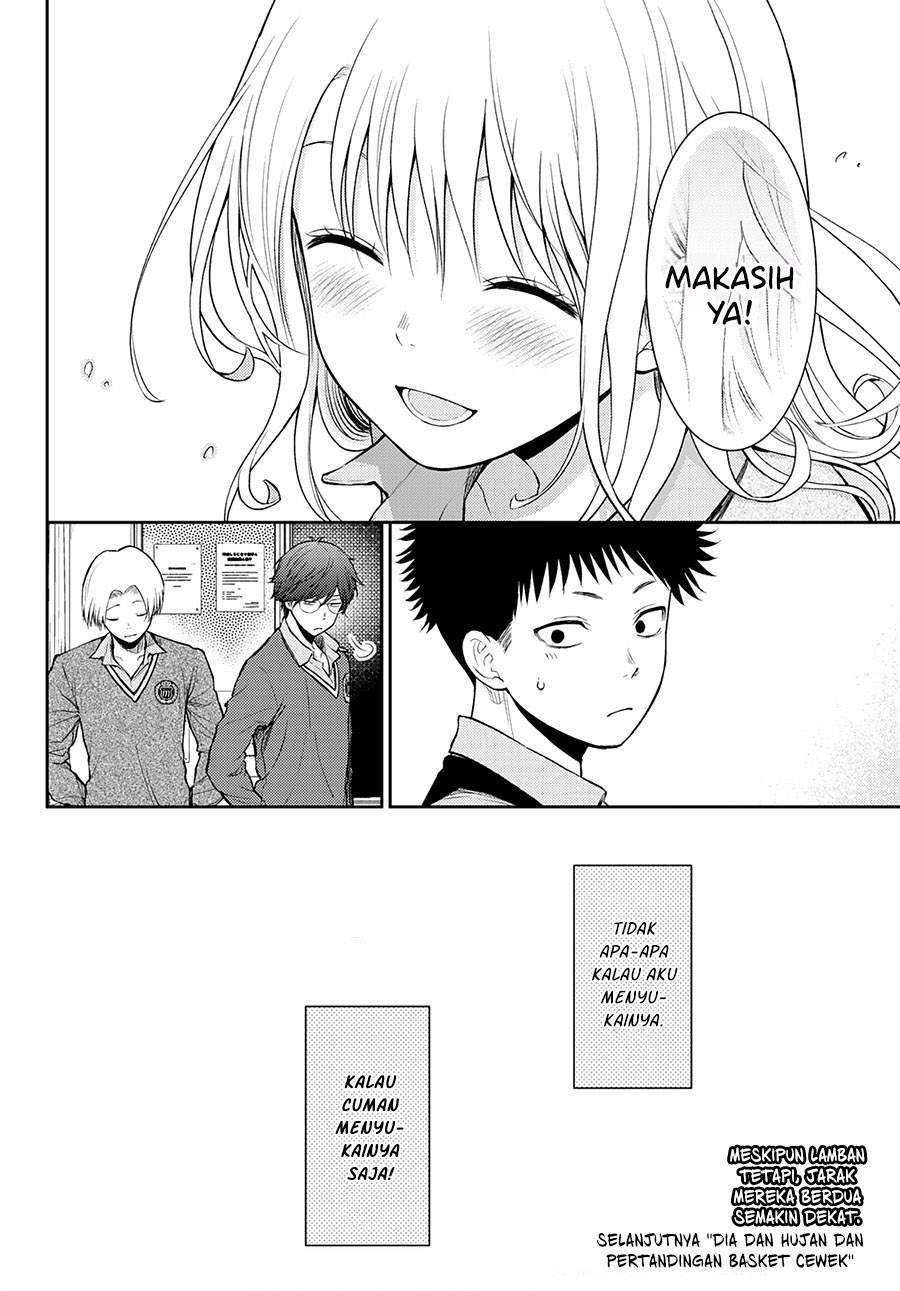 MAKASIH
YA!
TIDAK
APA-APA
KALAU AKU
MENYU-
KAINYA.
KALAU
CUMAN
MENYU-
KAINYA
SAJA!
MESKIPUN LAMBAN
TETAPI, JARAK
MEREKA BERDUA
SEMAKIN DEKAT.
SELANJUTNYA "DIA DAN HUJAN DAN
PERTANDINGAN BASKET CEWEK"